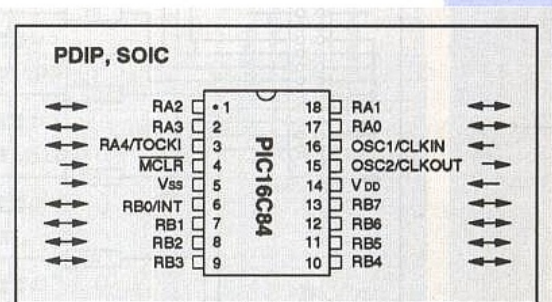 PDIP, SOIC
RA2 1 18 RA1
RA3 2 17 RA0
RA4/TOCKI 3 16 OSC1/CLKIN
MCLR 4 15 OSC2/CLKOUT
Vss 5 14 VDD
RB0/INT 6 13 RB7
RB1 7 12 RB6
RB2 8 11 RB5
RB3 9 10 RB4
PIC16C84